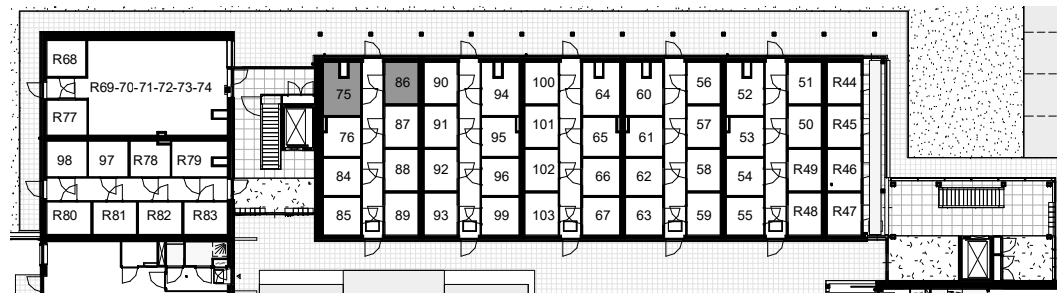 R68
R69-70-71-72-73-74
R77
98 97 R78 R79
R80 R81 R82 R83
75 86 90 94 100 64 60 56 52 51 R44
76 87 91 95 101 65 61 57 53 50 R45
84 88 92 96 102 66 62 58 54 R49 R46
85 89 93 99 103 67 63 59 55 R48 R47